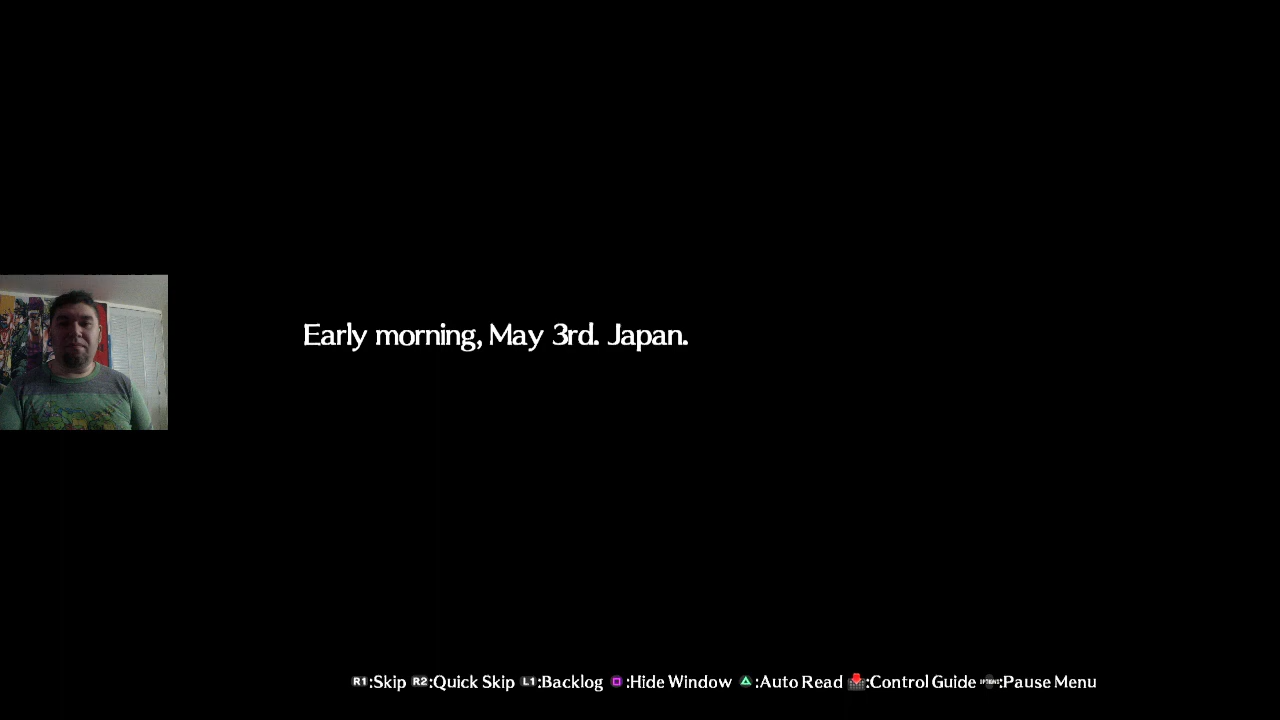 Early morning, May 3rd. Japan.
R1:Skip R2:Quick Skip L1:Backlog :Hide Window :Auto Read :Control Guide OPTIONS:Pause Menu